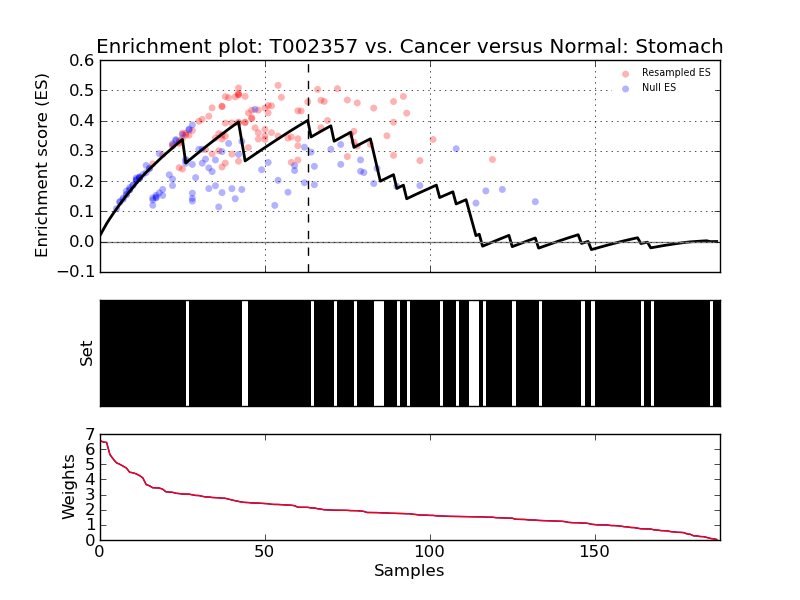 Enrichment plot: T002357 vs. Cancer versus Normal: Stomach
Enrichment score (ES)
0.6
0.5
0.4
0.3
0.2
0.1
0.0
−0.1
Resampled ES
Null ES
Set
Weights
7
6
5
4
3
2
1
0
0 50 100 150
Samples